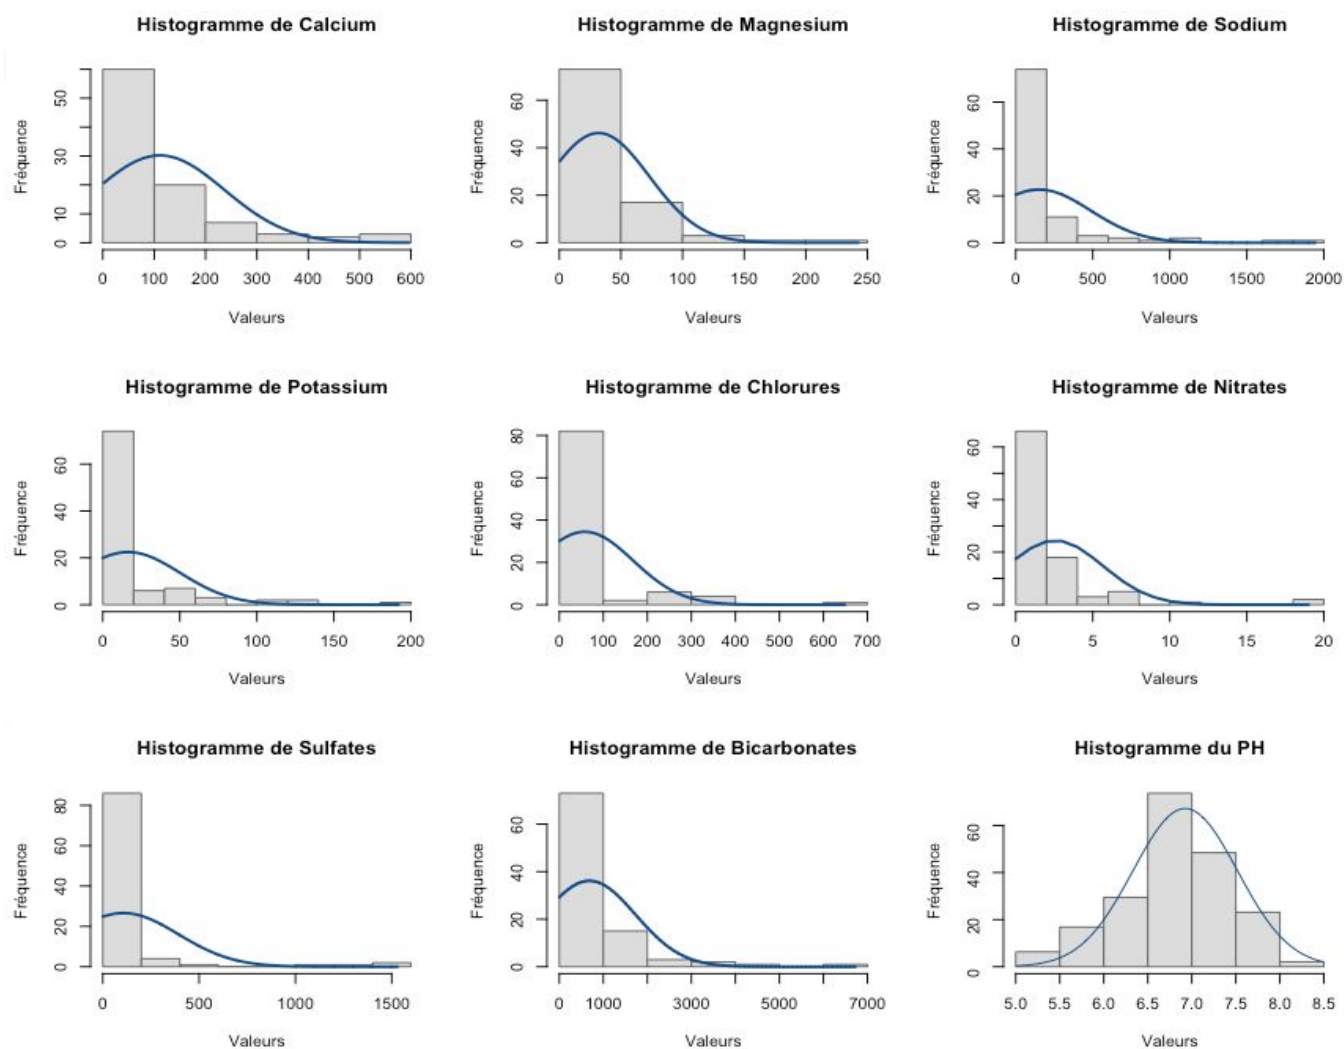 Histogramme de Calcium
Fréquence
0 10 30 50
0 100 200 300 400 500 600
Valeurs
Histogramme de Magnesium
Fréquence
0 20 40 60
0 50 100 150 200 250
Valeurs
Histogramme de Sodium
Fréquence
0 20 40 60
0 500 1000 1500 2000
Valeurs
Histogramme de Potassium
Fréquence
0 20 40 60
0 50 100 150 200
Valeurs
Histogramme de Chlorures
Fréquence
0 20 40 60 80
0 100 200 300 400 500 600 700
Valeurs
Histogramme de Nitrates
Fréquence
0 20 40 60
0 5 10 15 20
Valeurs
Histogramme de Sulfates
Fréquence
0 20 40 60 80
0 500 1000 1500
Valeurs
Histogramme de Bicarbonates
Fréquence
0 20 40 60
0 1000 3000 5000 7000
Valeurs
Histogramme du PH
Fréquence
0 20 40 60
5.0 5.5 6.0 6.5 7.0 7.5 8.0 8.5
Valeurs